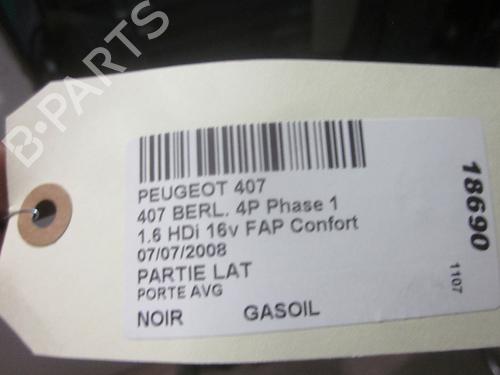 B-PARTS
PEUGEOT 407
407 BERL. 4P Phase 1
1.6 HDi 16v FAP Confort
07/07/2008
PARTIE LAT
PORTE AVG
NOIR GASOIL
18690
1107